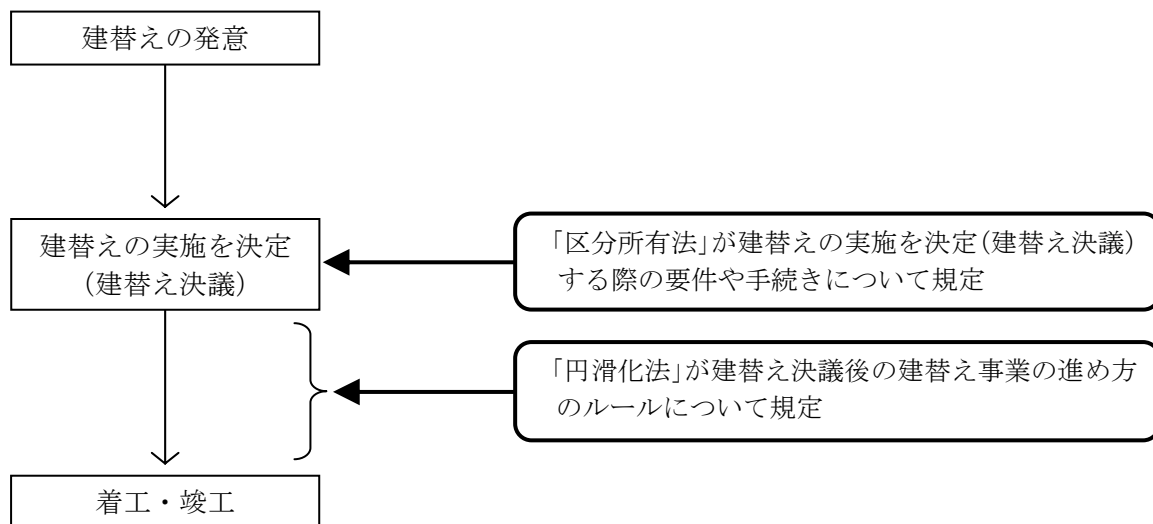 建替えの発意
建替えの実施を決定
(建替え決議)
「区分所有法」が建替えの実施を決定(建替え決議)
する際の要件や手続きについて規定
「円滑化法」が建替え決議後の建替え事業の進め方
のルールについて規定
着工・竣工